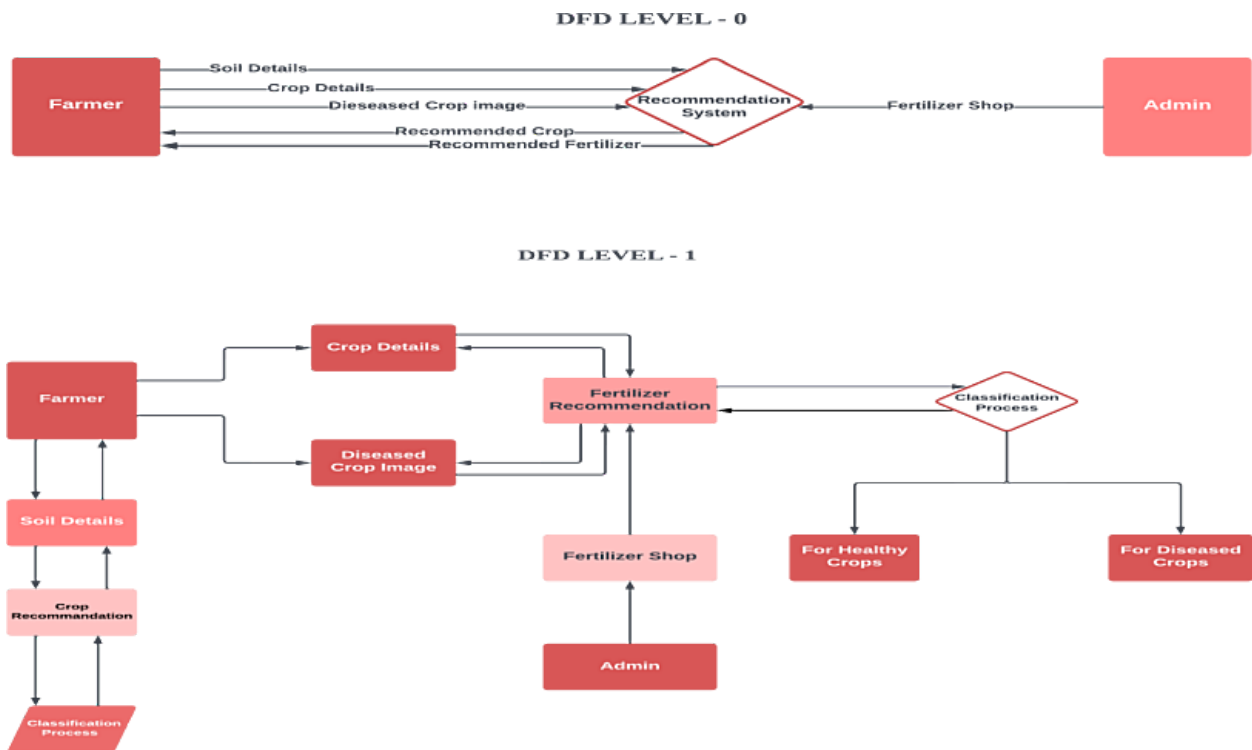 DFD LEVEL - 0
Soil Details
Farmer
Crop Details
Dieseased Crop image
Recommended Crop
Recommended Fertilizer
Recommendation
System
Fertilizer Shop
Admin
DFD LEVEL - 1
Farmer
Crop Details
Diseased
Crop Image
Fertilizer
Recommendation
Classification
Process
Soil Details
Crop
Recommandation
Classification
Process
Fertilizer Shop
Admin
For Healthy
Crops
For Diseased
Crops